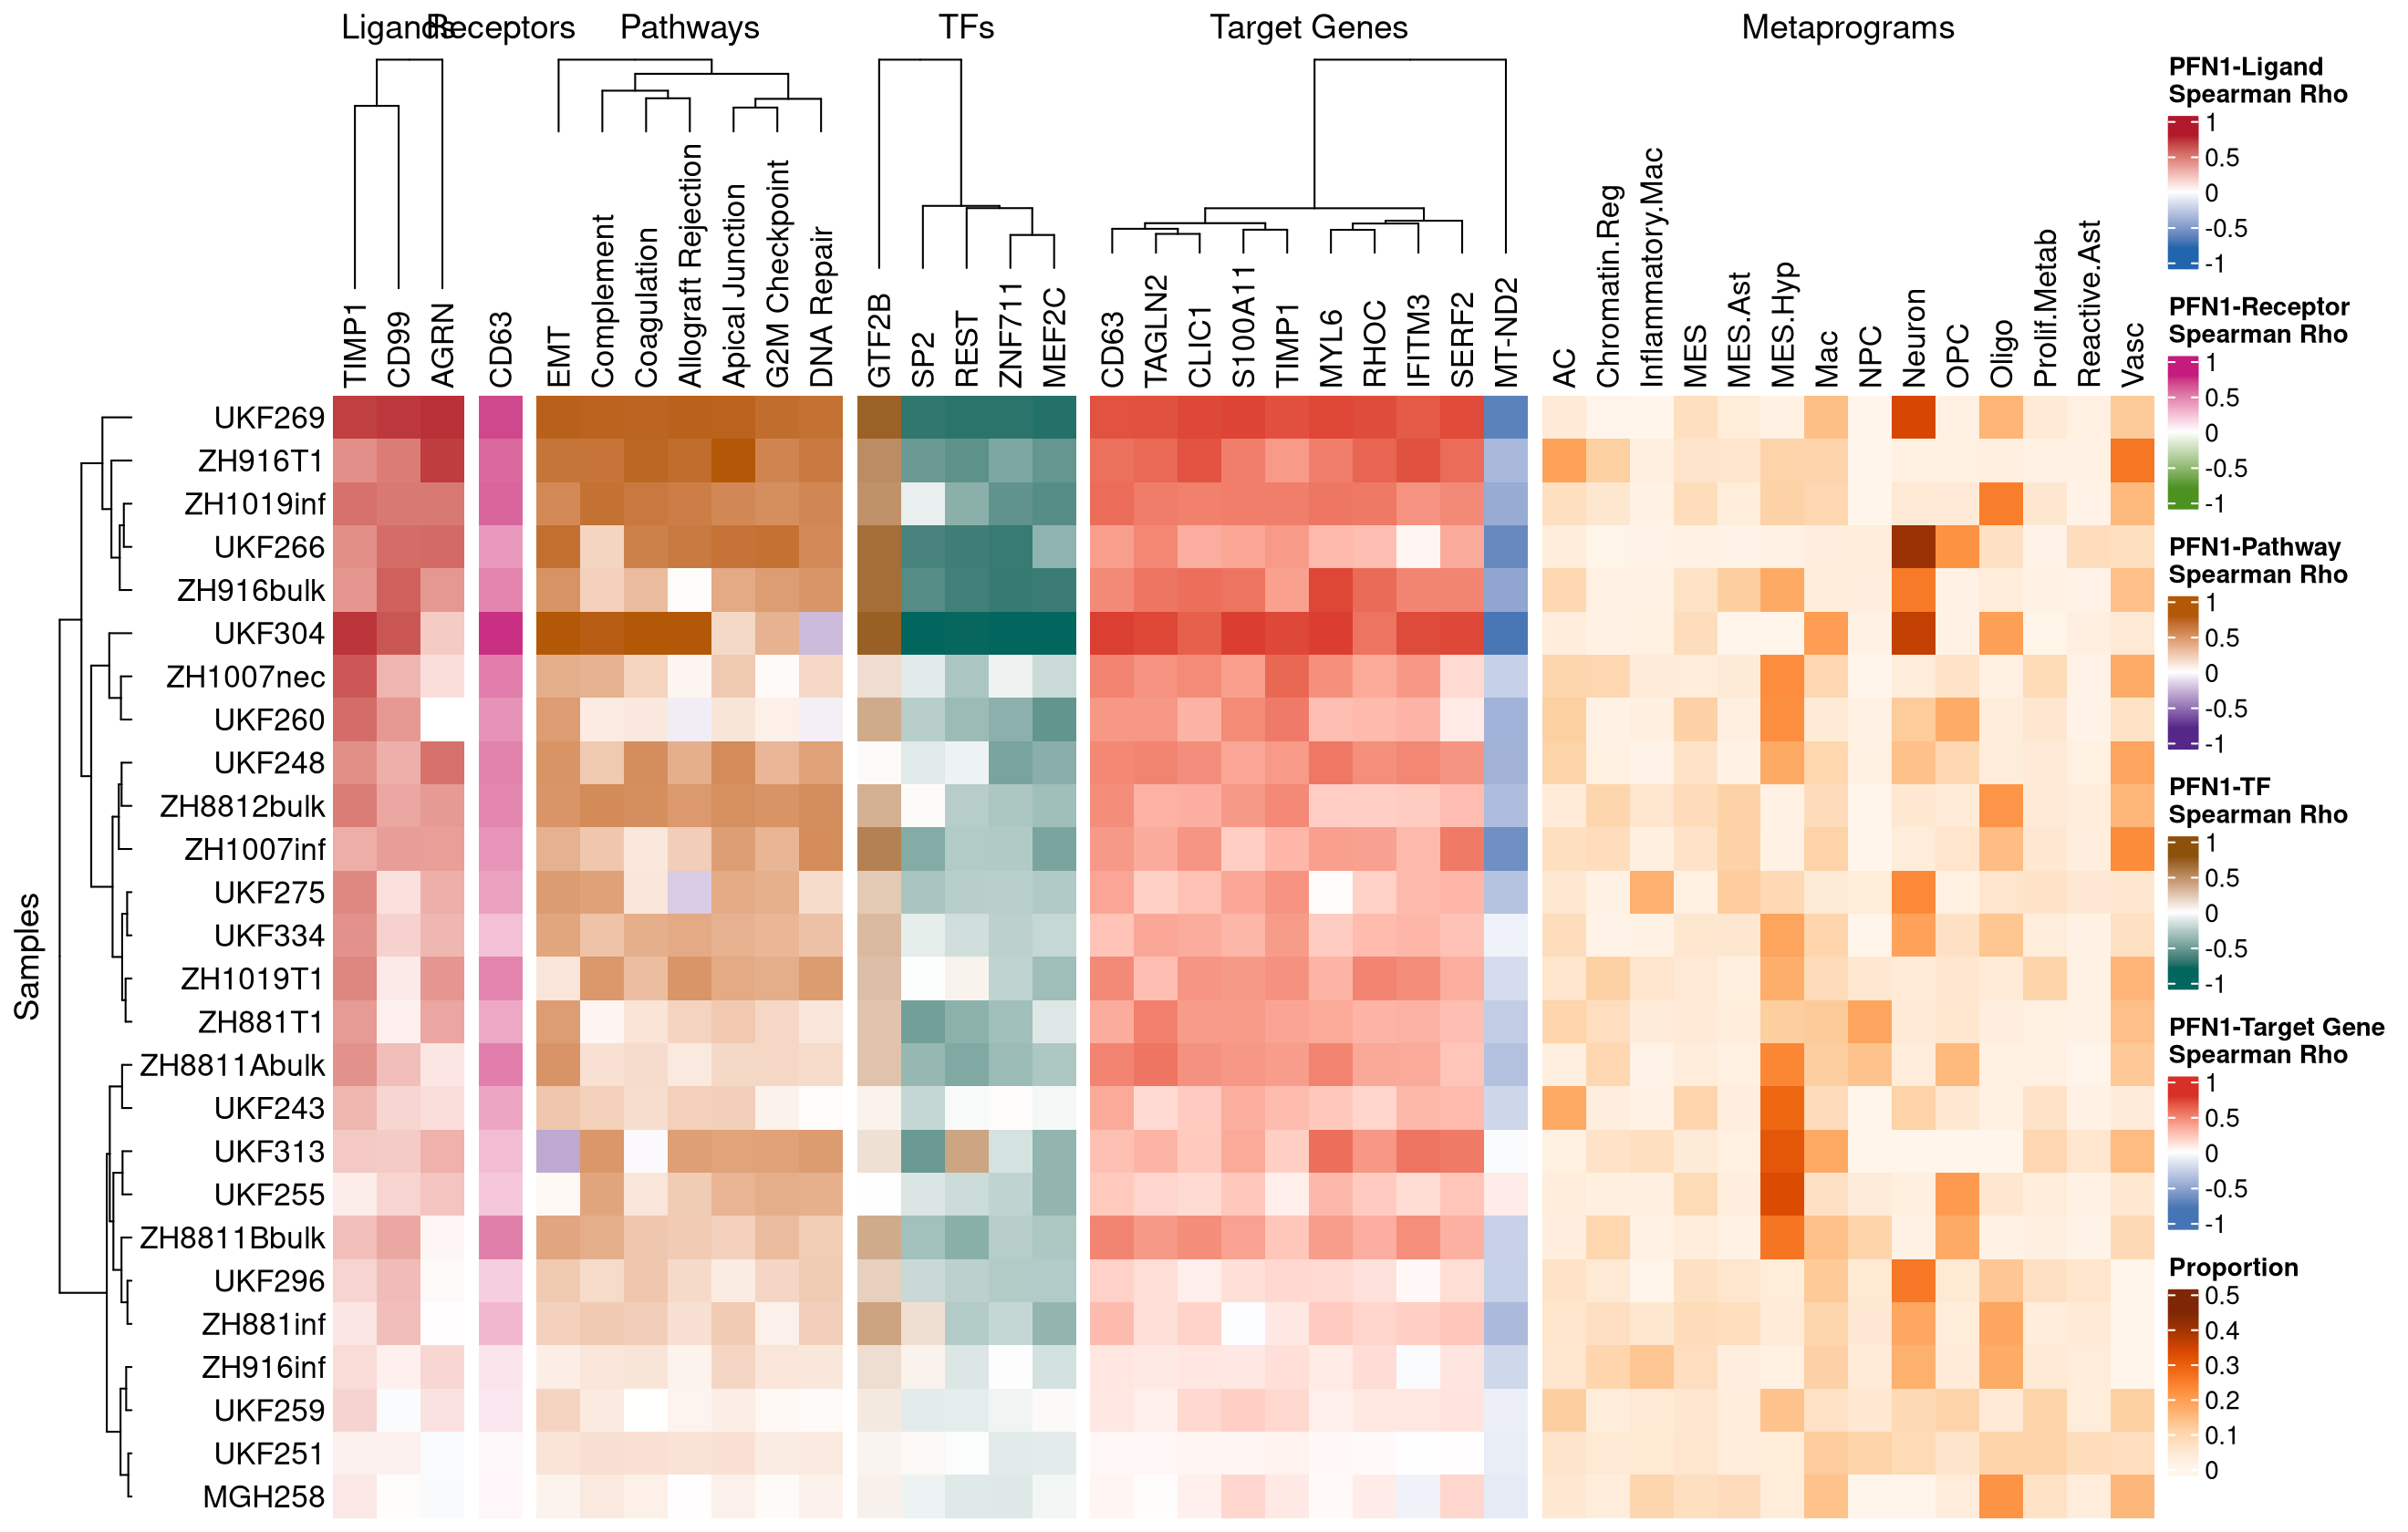 Ligands Receptors Pathways TFs Target Genes Metaprograms
TIMP1
CD99
AGRN
CD63
EMT
Complement
Coagulation
Allograft Rejection
Apical Junction
G2M Checkpoint
DNA Repair
GTF2B
SP2
REST
ZNF711
MEF2C
CD63
TAGLN2
CLIC1
S100A11
TIMP1
MYL6
RHOC
IFITM3
SERF2
MT-ND2
AC
Chromatin.Reg
Inflammatory.Mac
MES
MES.Ast
MES.Hyp
Mac
NPC
Neuron
OPC
Oligo
Prolif.Metab
Reactive.Ast
Vasc
Samples
UKF269
ZH916T1
ZH1019inf
UKF266
ZH916bulk
UKF304
ZH1007nec
UKF260
UKF248
ZH8812bulk
ZH1007inf
UKF275
UKF334
ZH1019T1
ZH881T1
ZH8811Abulk
UKF243
UKF313
UKF255
ZH8811Bbulk
UKF296
ZH881inf
ZH916inf
UKF259
UKF251
MGH258
PFN1-Ligand
Spearman Rho
1
0.5
0
-0.5
-1
PFN1-Receptor
Spearman Rho
1
0.5
0
-0.5
-1
PFN1-Pathway
Spearman Rho
1
0.5
0
-0.5
-1
PFN1-TF
Spearman Rho
1
0.5
0
-0.5
-1
PFN1-Target Gene
Spearman Rho
1
0.5
0
-0.5
-1
Proportion
0.5
0.4
0.3
0.2
0.1
0